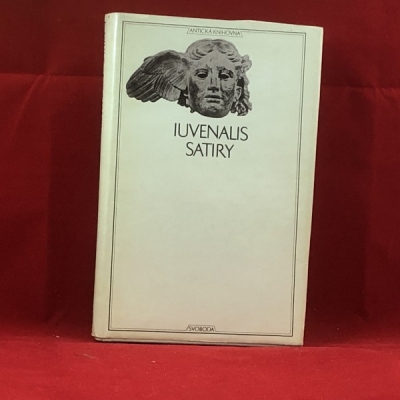 ANTICKÁ KNIHOVNA
IUVENALIS
SATIRY
SVOBODA